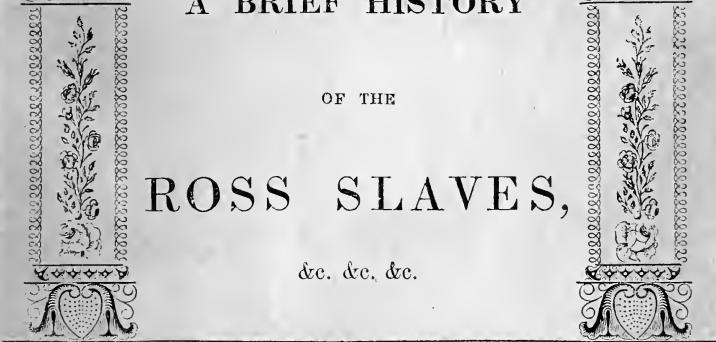 A BRIEF HISTORY
OF THE
ROSS SLAVES,
&c. &c. &c.